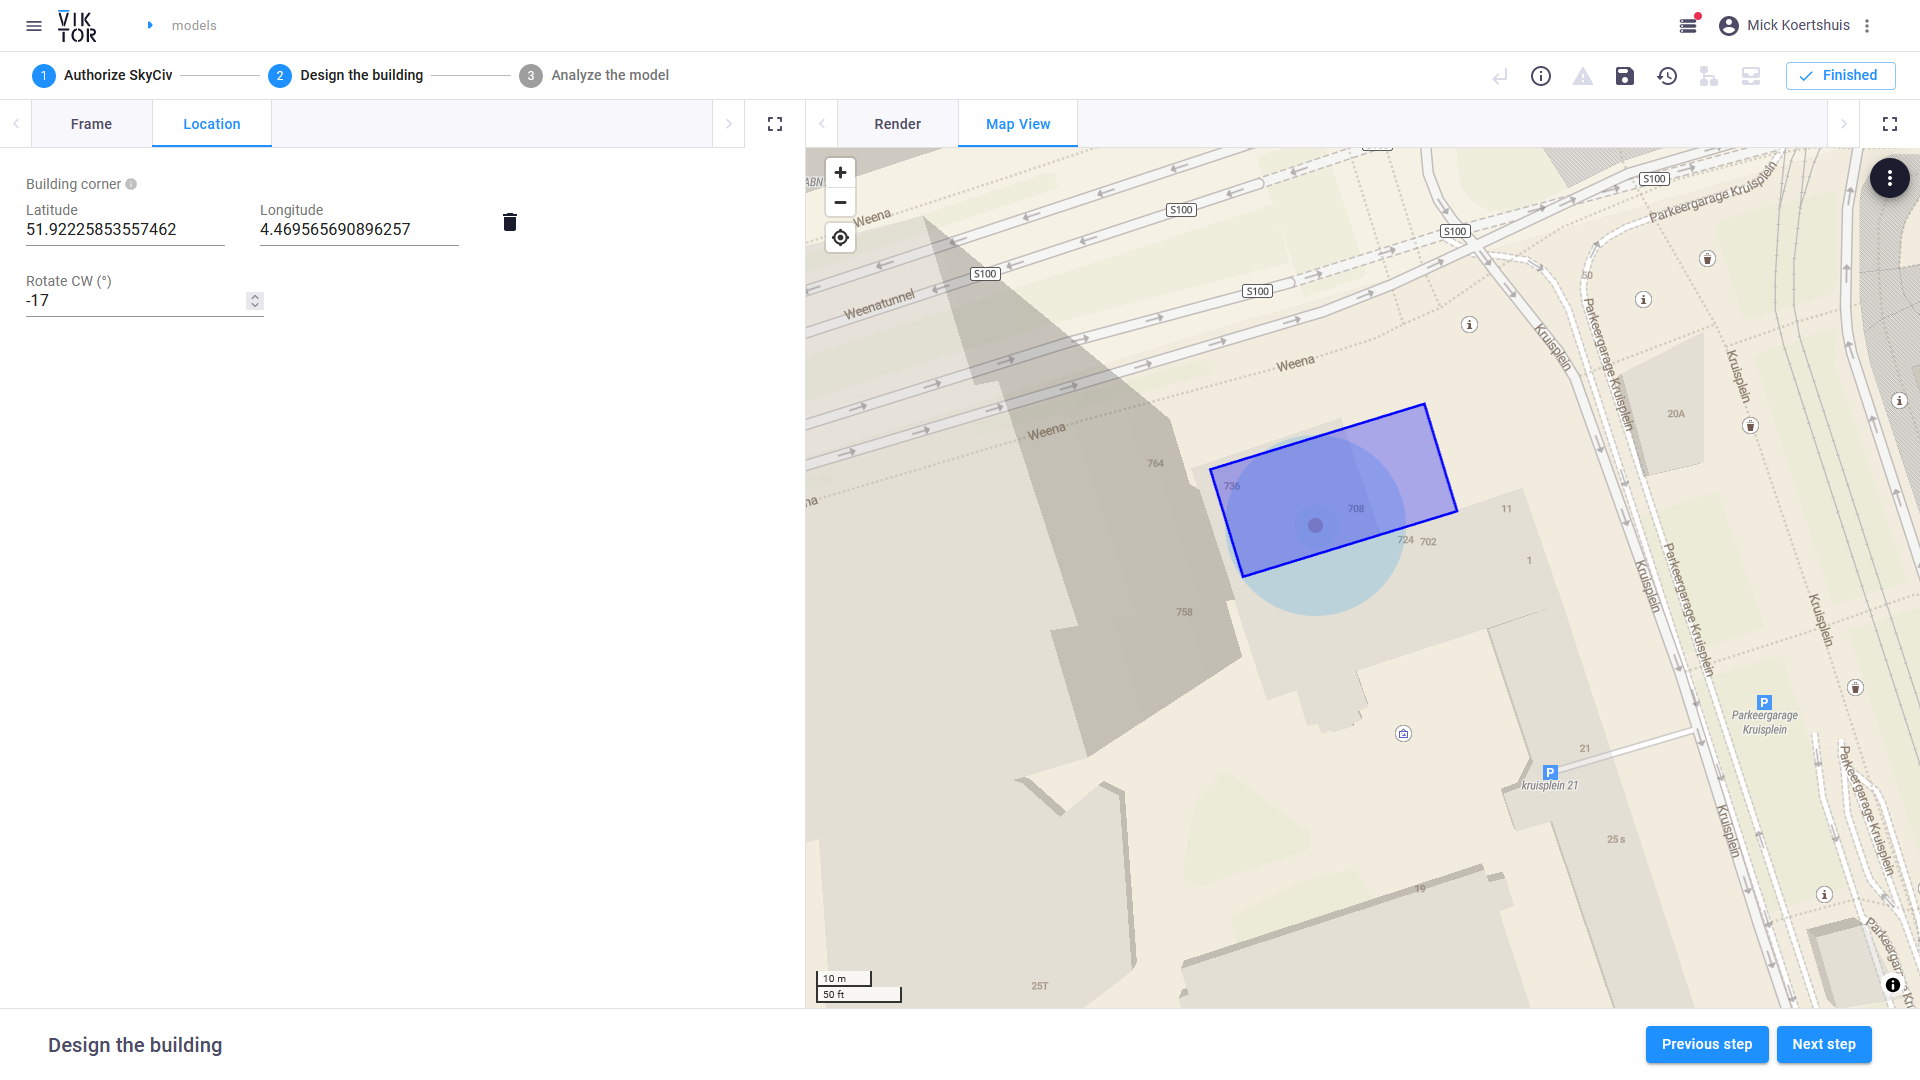 VIKTOR
models
Mick Koertshuis
1 Authorize SkyCiv
2 Design the building
3 Analyze the model
Finished
Frame
Location
Render
Map View
Building corner
Latitude
51.92225853557462
Longitude
4.469565690896257
Rotate CW (°)
-17
ABN
Weena
S100
S100
S100
S100
S100
Parkeergarage Kruisplein
Weenatunnel
50
Kruisplein
Parkeergarage Kruisplein
Weena
Kruisplein
Weena
20A
764
736
708
724
702
11
1
na
758
Kruisplein
Parkeergarage Kruisplein
Kruisplein
P
Parkeergarage
Kruisplein
21
P
kruisplein 21
Kruisplein
Parkeergarage Kruisplein
25 s
19
25T
10 m
50 ft
Design the building
Previous step
Next step